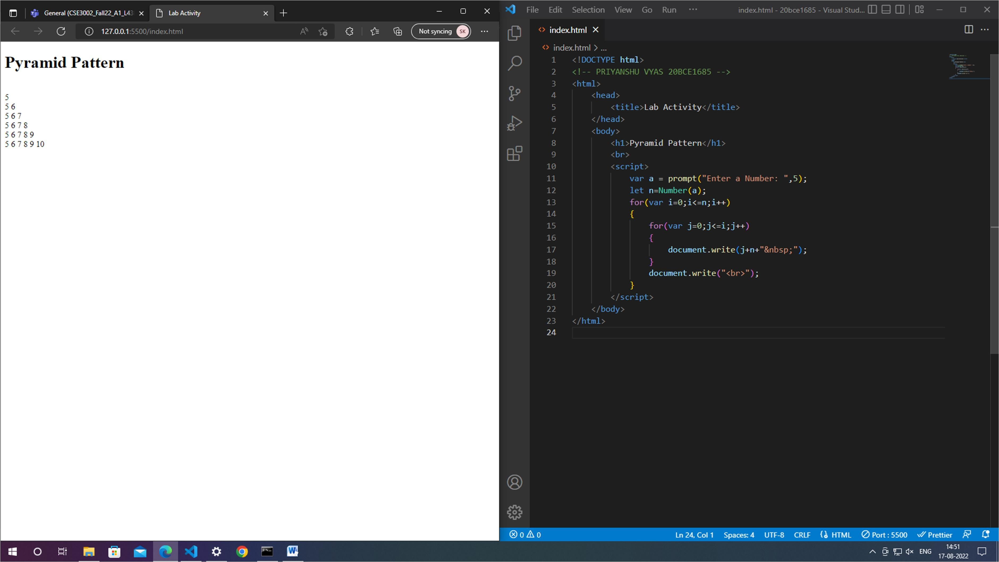 General (CSE3002_Fall22_A1_L43
Lab Activity
127.0.0.1:5500/index.html
Not syncing SK
Pyramid Pattern
5
5 6
5 6 7
5 6 7 8
5 6 7 8 9
5 6 7 8 9 10
File Edit Selection View Go Run ··· index.html - 20bce1685 - Visual Stud...
index.html
index.html > ...
1 <!DOCTYPE html>
2 <!-- PRIYANSHU VYAS 20BCE1685 -->
3 <html>
4 <head>
5 <title>Lab Activity</title>
6 </head>
7 <body>
8 <h1>Pyramid Pattern</h1>
9 <br>
10 <script>
11 var a = prompt("Enter a Number: ",5);
12 let n=Number(a);
13 for(var i=0;i<=n;i++)
14 {
15 for(var j=0;j<=i;j++)
16 {
17 document.write(j+n+"&nbsp;");
18 }
19 document.write("<br>");
20 }
21 </script>
22 </body>
23 </html>
24
0 0 Ln 24, Col 1 Spaces: 4 UTF-8 CRLF HTML Port : 5500 Prettier
ENG
14:51
17-08-2022